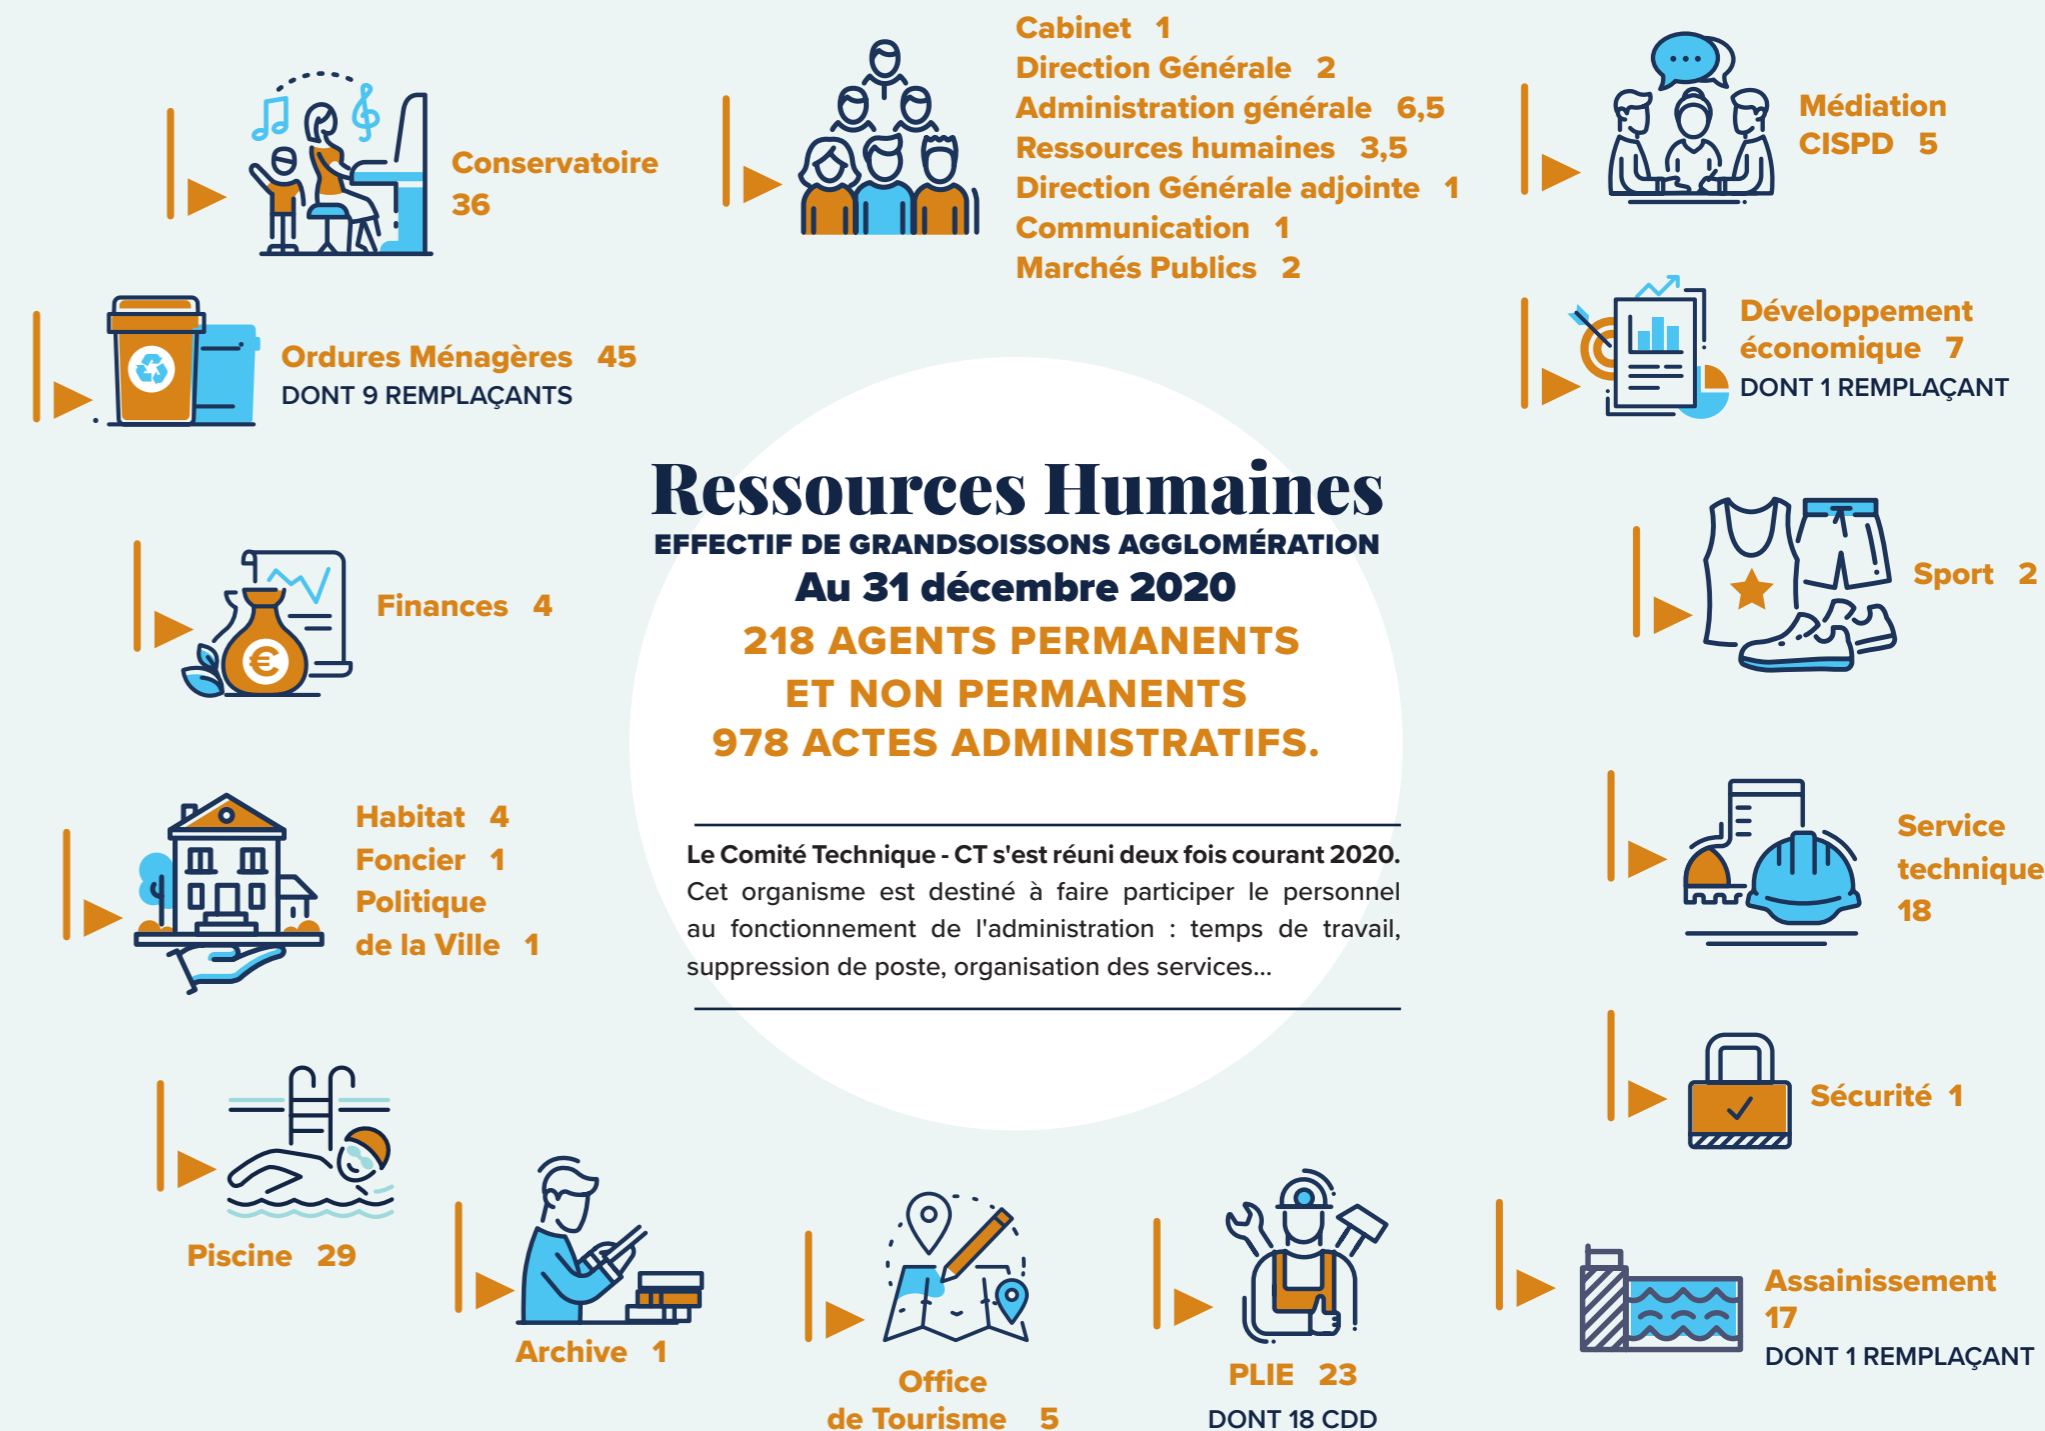 Cabinet 1
Direction Générale 2
Administration générale 6,5
Ressources humaines 3,5
Direction Générale adjointe 1
Communication 1
Marchés Publics 2
Médiation
CISPD 5
Conservatoire
36
Ordures Ménagères 45
DONT 9 REMPLAÇANTS
Développement
économique 7
DONT 1 REMPLAÇANT
Ressources Humaines
EFFECTIF DE GRANDSOISSONS AGGLOMÉRATION
Au 31 décembre 2020
218 AGENTS PERMANENTS
ET NON PERMANENTS
978 ACTES ADMINISTRATIFS.
Le Comité Technique - CT s'est réuni deux fois courant 2020.
Cet organisme est destiné à faire participer le personnel
au fonctionnement de l'administration : temps de travail,
suppression de poste, organisation des services...
Finances 4
€
Sport 2
Habitat 4
Foncier 1
Politique
de la Ville 1
Service
technique
18
Sécurité 1
Piscine 29
Archive 1
Office
de Tourisme 5
PLIE 23
DONT 18 CDD
Assainissement
17
DONT 1 REMPLAÇANT